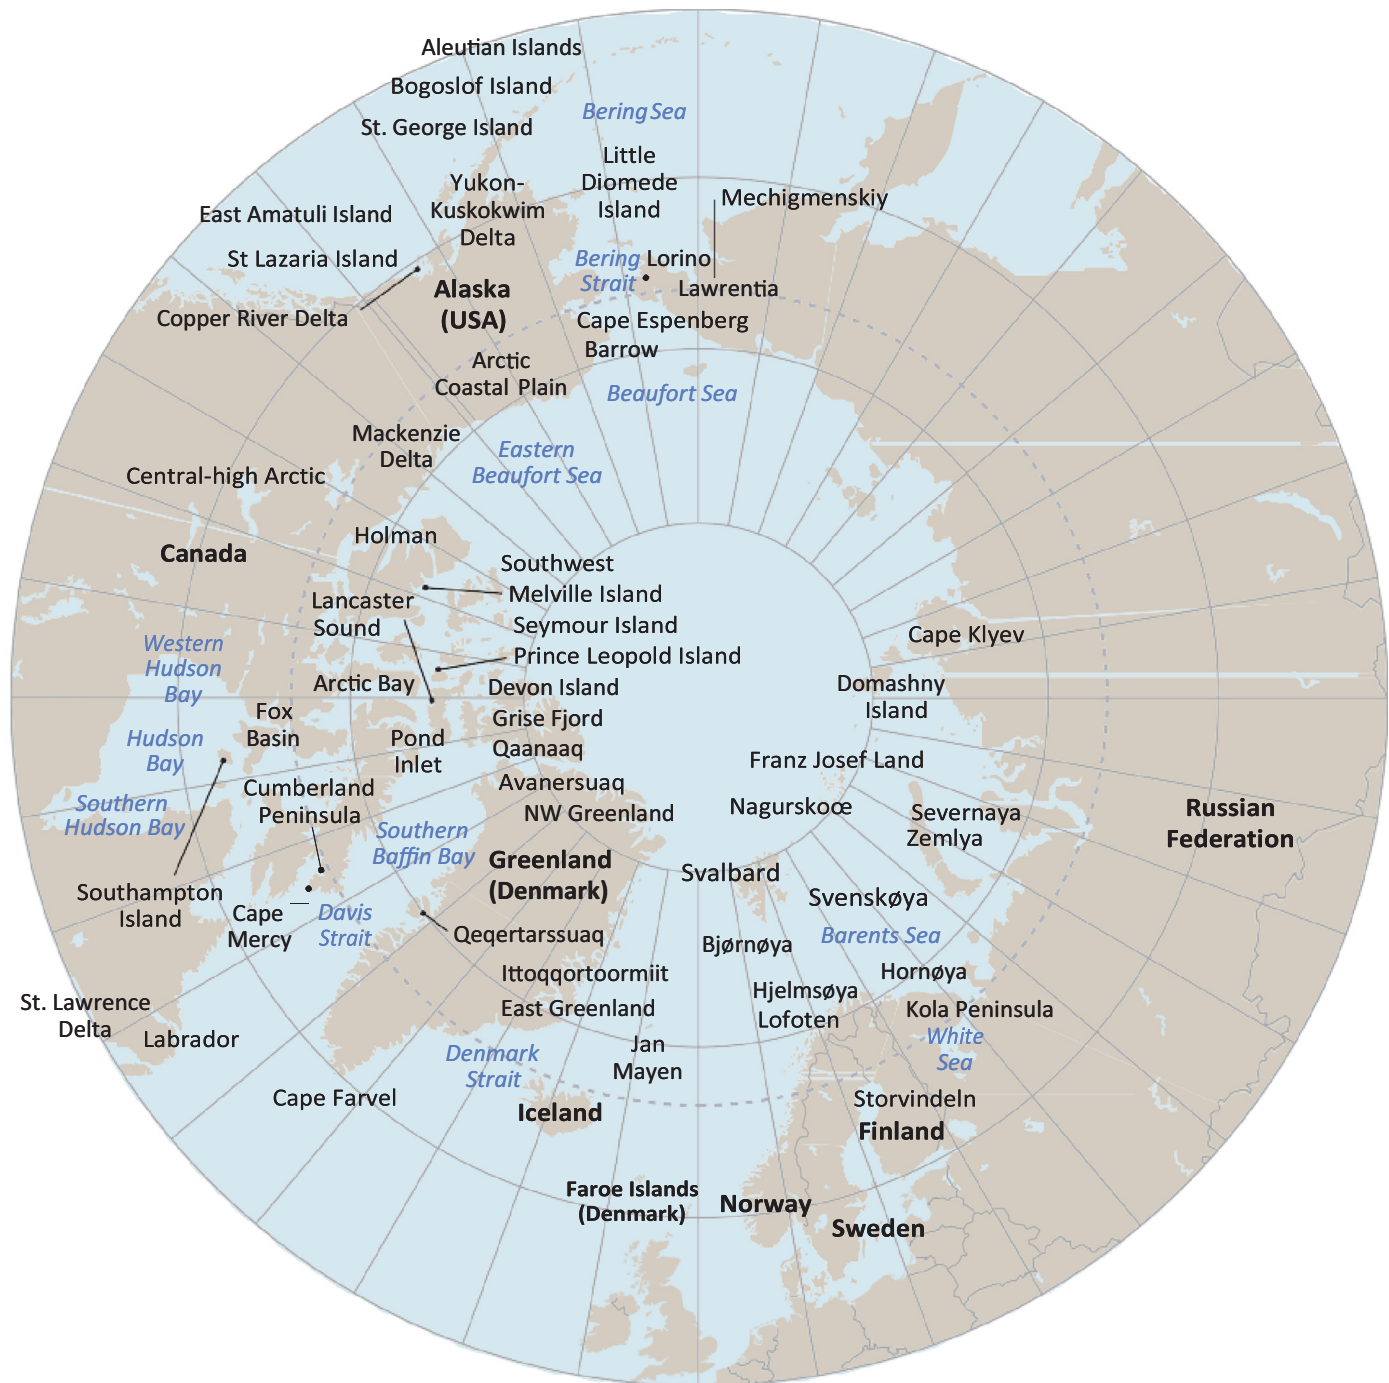 Aleutian Islands
Bogoslof Island
Bering Sea
St. George Island
Little
Diomede
Island
Yukon-
Kuskokwim
Delta
Mechigmenskiy
East Amatuli Island
St Lazaria Island
Bering
Strait
Lorino
Lawrentia
Alaska
(USA)
Copper River Delta
Cape Espenberg
Barrow
Arctic
Coastal Plain
Beaufort Sea
Mackenzie
Delta
Eastern
Beaufort Sea
Central-high Arctic
Holman
Canada
Southwest
Melville Island
Lancaster
Sound
Seymour Island
Cape Klyev
Western
Hudson
Bay
Prince Leopold Island
Arctic Bay
Devon Island
Domashny
Island
Fox
Basin
Grise Fjord
Hudson
Bay
Pond
Inlet
Qaanaaq
Franz Josef Land
Cumberland
Peninsula
Avanersuaq
NW Greenland
Nagurskoœ
Severnaya
Zemlya
Russian
Federation
Southern
Hudson Bay
Southern
Baffin Bay
Greenland
(Denmark)
Svalbard
Southampton
Island
Cape
Mercy
Davis
Strait
Svenskøya
Qeqertarssuaq
Bjørnøya
Barents Sea
Ittoqqortoormiit
Hornøya
Hjelmsøya
St. Lawrence
Delta
East Greenland
Lofoten
Kola Peninsula
Labrador
White
Sea
Denmark
Strait
Jan
Mayen
Cape Farvel
Storvindeln
Iceland
Finland
Faroe Islands
(Denmark)
Norway
Sweden